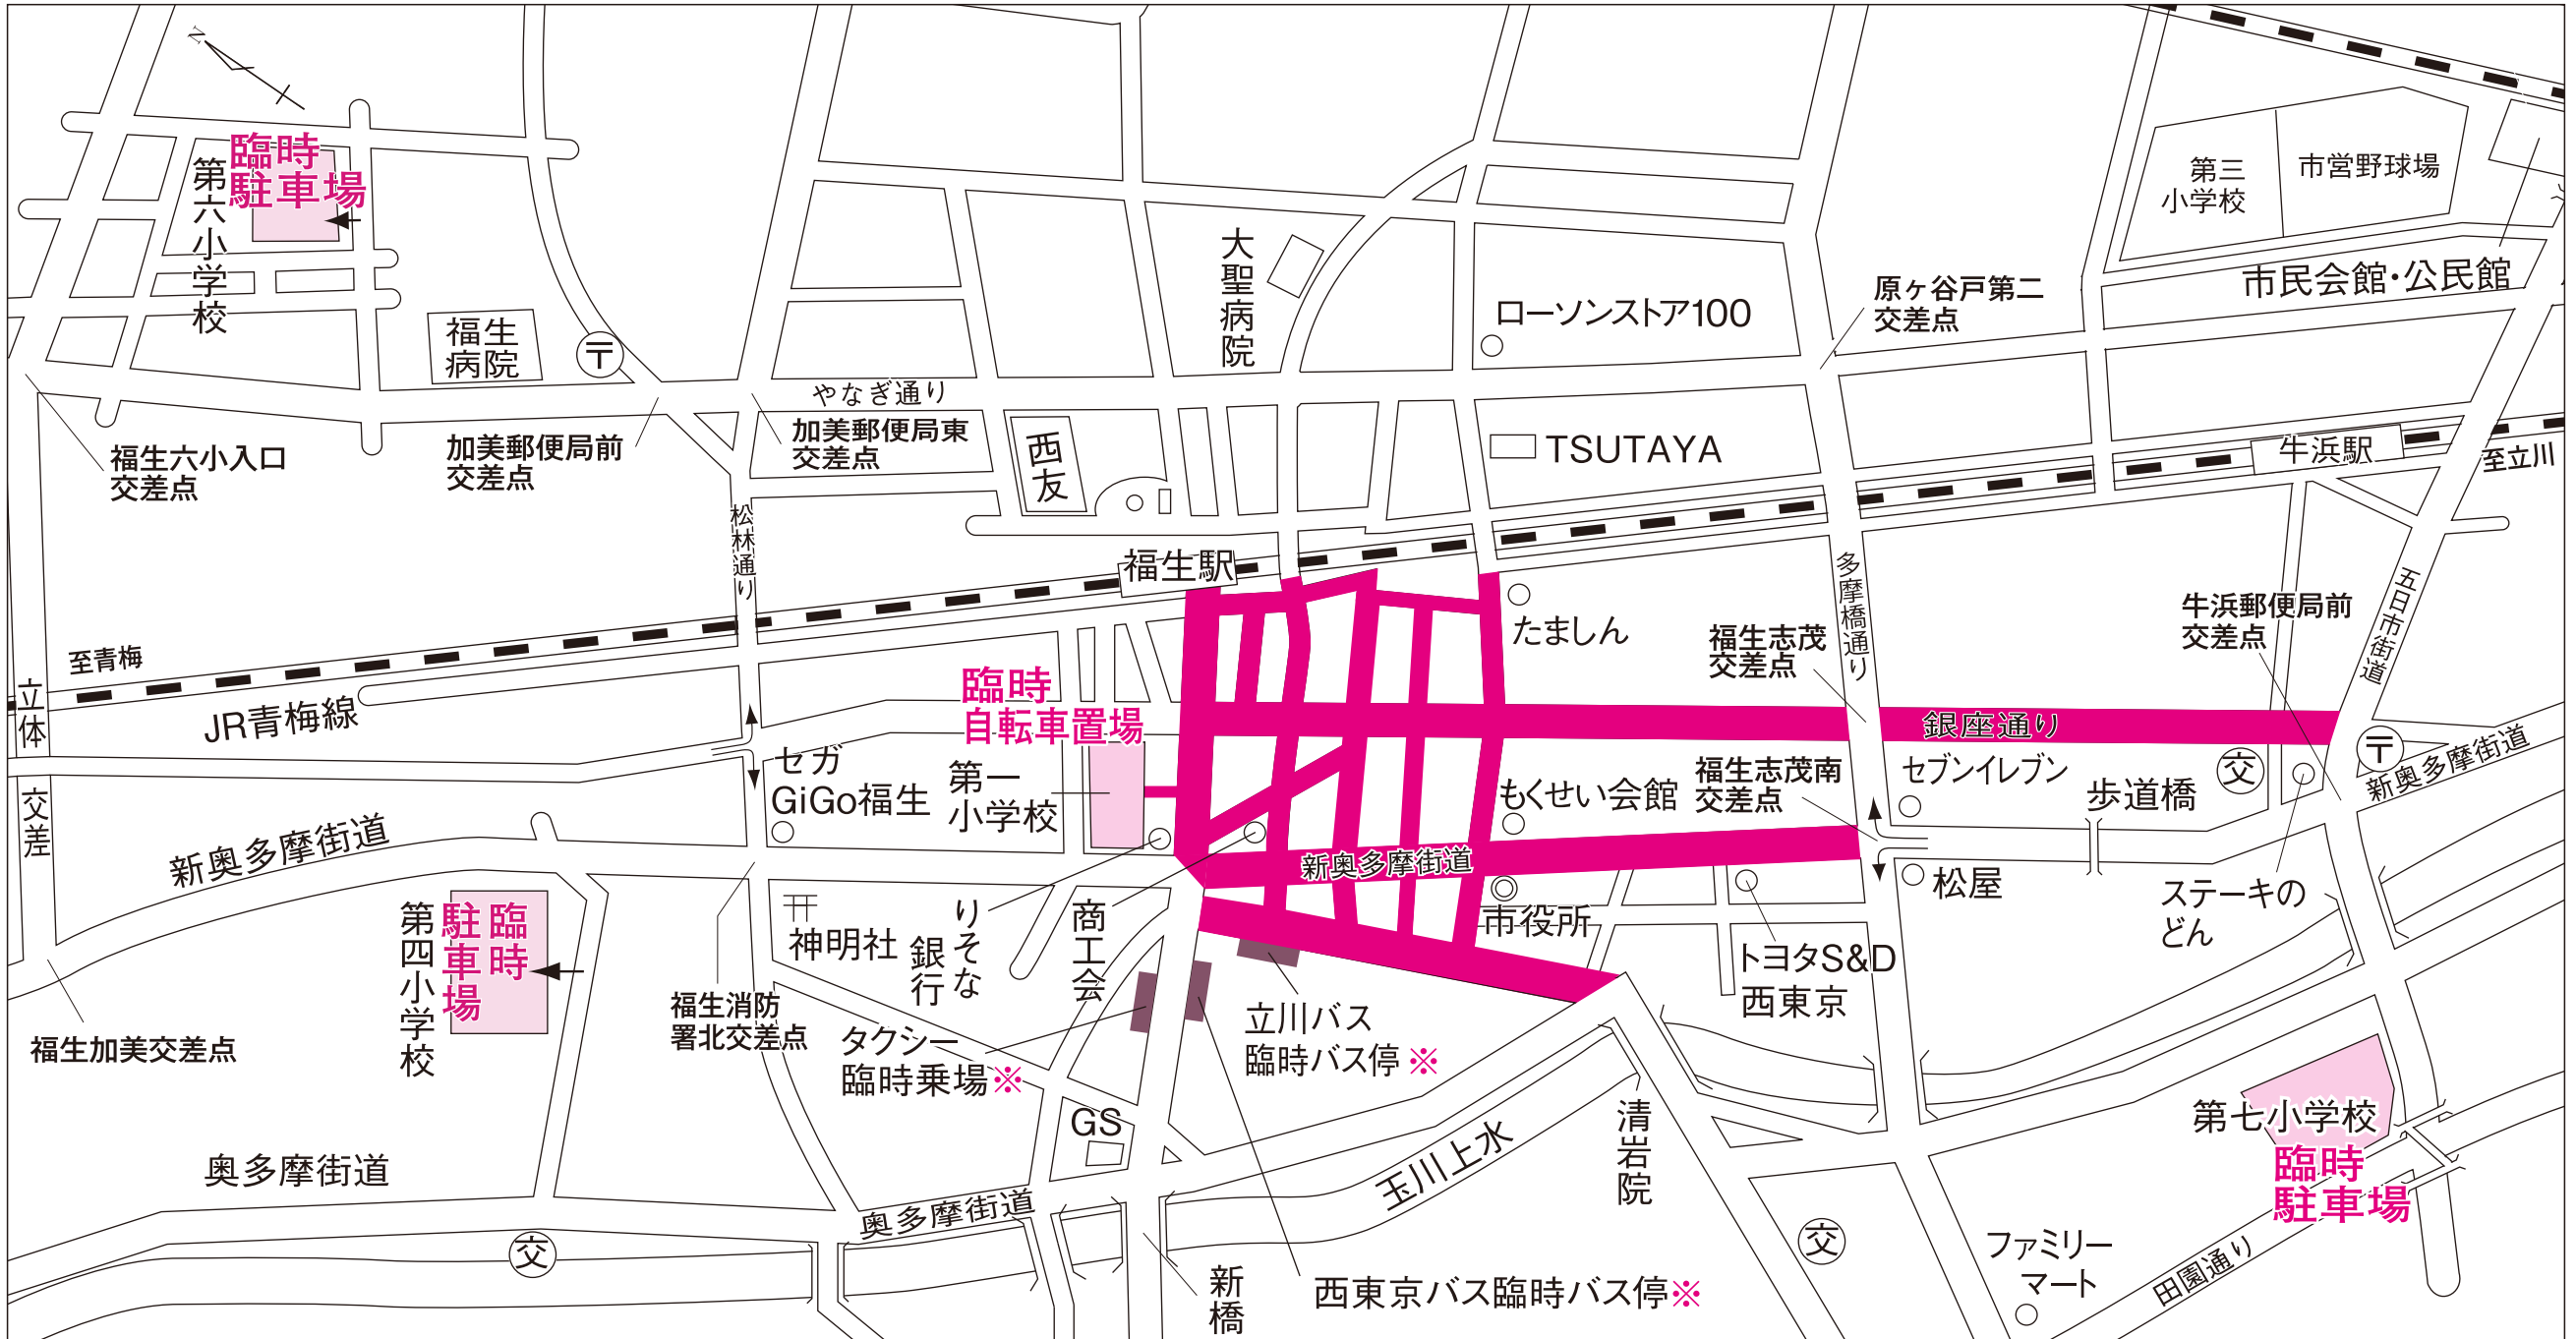 N
臨時
駐車場
第六小学校
福生
病院
〒
福生六小入口
交差点
加美郵便局前
交差点
やなぎ通り
加美郵便局東
交差点
西友
大聖病院
ローソンストア100
TSUTAYA
原ヶ谷戸第二
交差点
第三
小学校
市営野球場
市民会館・公民館
牛浜駅
至立川
松林通り
福生駅
至青梅
JR青梅線
立体
交差
たましん
多摩橋通り
福生志茂
交差点
牛浜郵便局前
交差点
五日市街道
銀座通り
〒
新奥多摩街道
臨時
自転車置場
第一
小学校
セガ
GiGo福生
もくせい会館
福生志茂南
交差点
セブンイレブン
歩道橋
交
新奥多摩街道
新奥多摩街道
市役所
松屋
ステーキの
どん
トヨタS&D
西東京
臨時
駐車場
第四小学校
神明社
りそな
銀行
商工会
福生消防
署北交差点
福生加美交差点
タクシー
臨時乗場※
立川バス
臨時バス停※
GS
奥多摩街道
奥多摩街道
玉川上水
清岩院
第七小学校
臨時
駐車場
交
交
新橋
西東京バス臨時バス停※
ファミリー
マート
田園通り